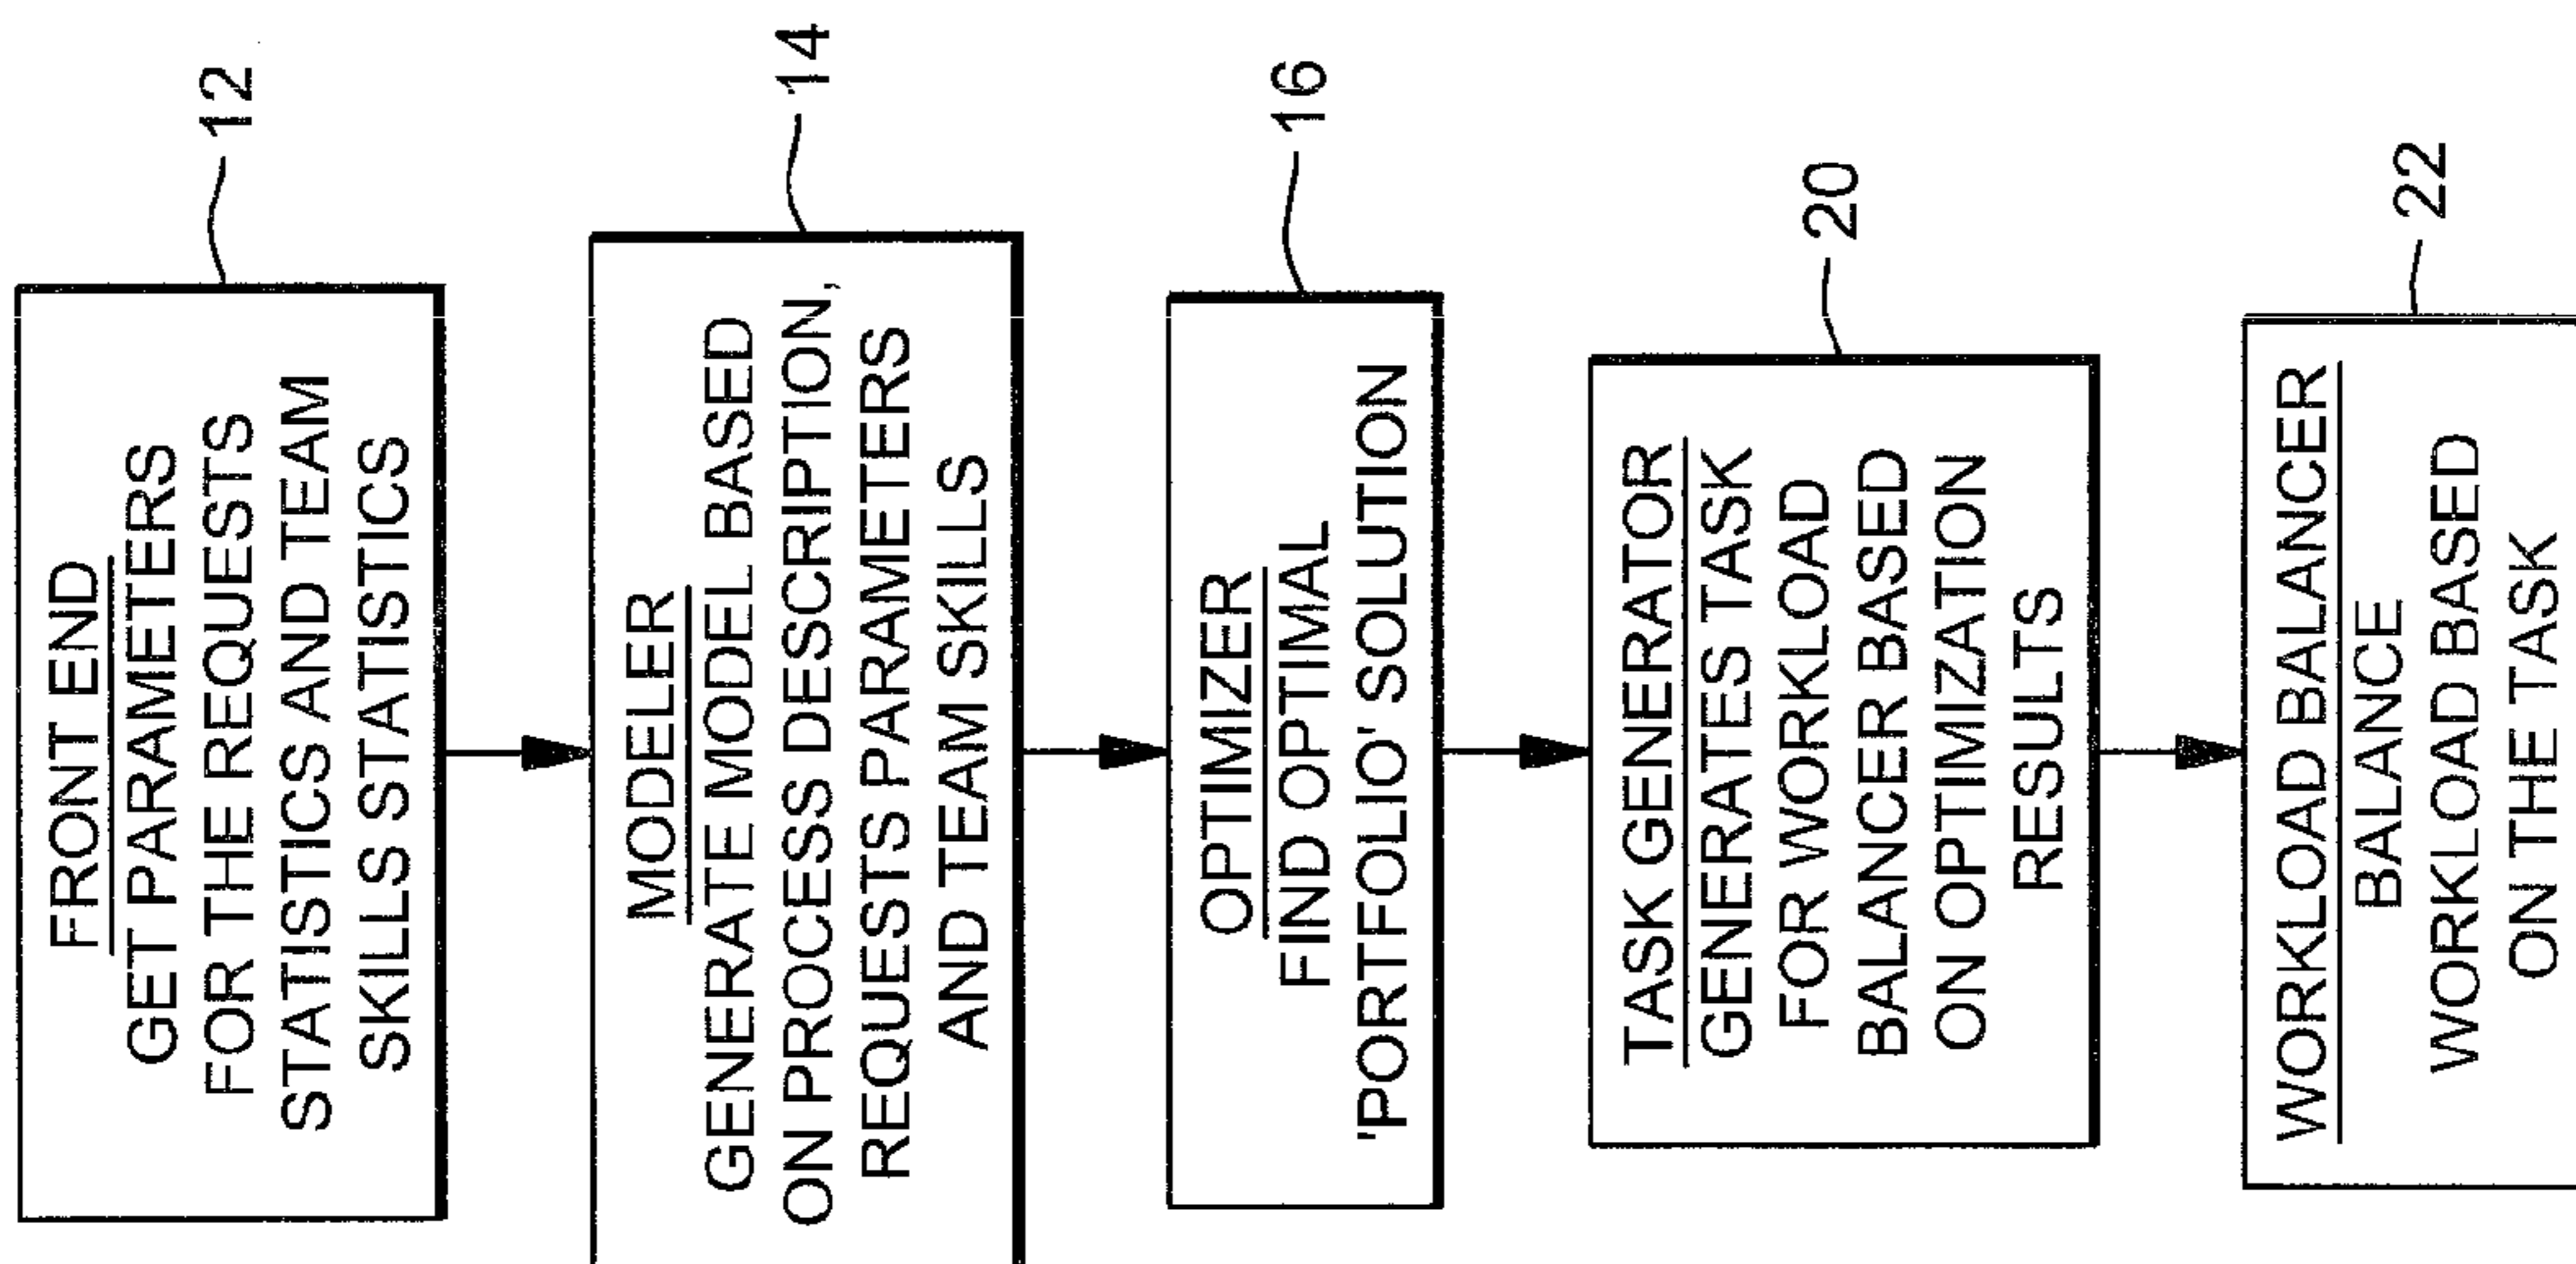 FRONT END
GET PARAMETERS
FOR THE REQUESTS
STATISTICS AND TEAM
SKILLS STATISTICS
12
MODELER
GENERATE MODEL BASED
ON PROCESS DESCRIPTION,
REQUESTS PARAMETERS
AND TEAM SKILLS
14
OPTIMIZER
FIND OPTIMAL
'PORTFOLIO' SOLUTION
16
TASK GENERATOR
GENERATES TASK
FOR WORKLOAD
BALANCER BASED
ON OPTIMIZATION
RESULTS
20
WORKLOAD BALANCER
BALANCE
WORKLOAD BASED
ON THE TASK
22